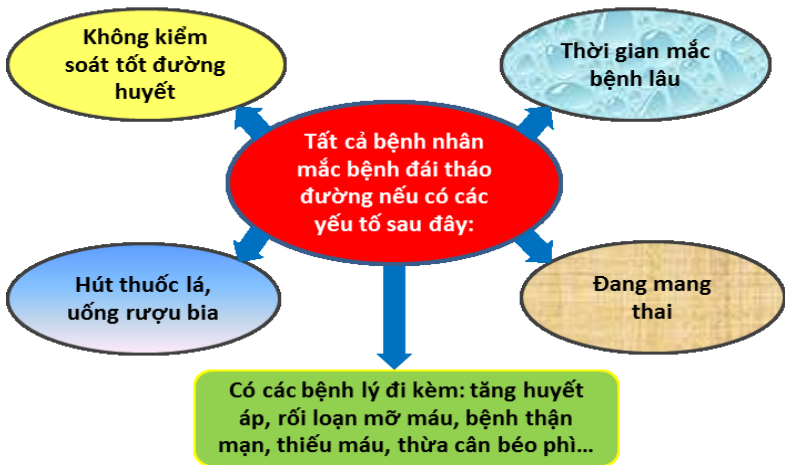 Không kiểm
soát tốt đường
huyết
Thời gian mắc
bệnh lâu
Tất cả bệnh nhân
mắc bệnh đái tháo
đường nếu có các
yếu tố sau đây:
Hút thuốc lá,
uống rượu bia
Đang mang
thai
Có các bệnh lý đi kèm: tăng huyết
áp, rối loạn mỡ máu, bệnh thận
mạn, thiếu máu, thừa cân béo phì...